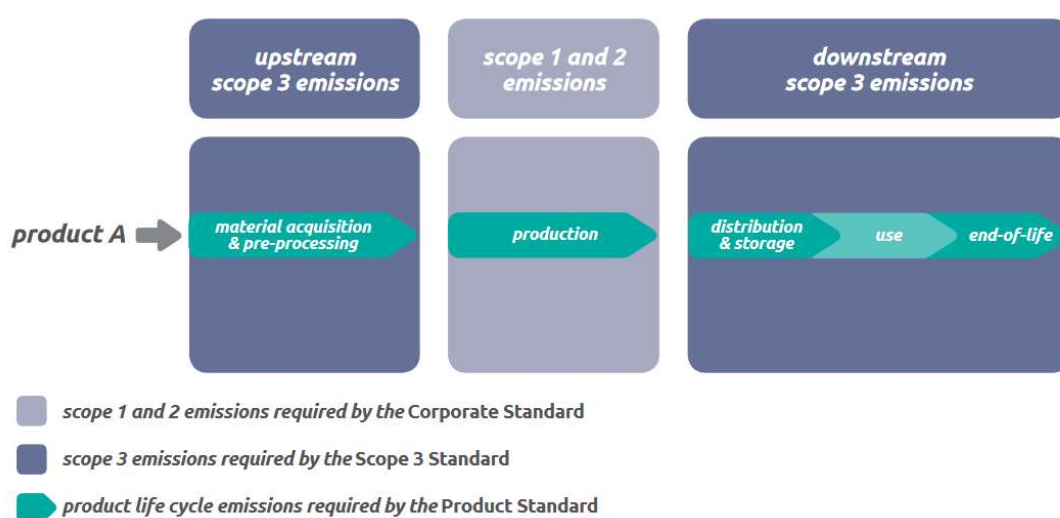 upstream
scope 3 emissions
scope 1 and 2
emissions
downstream
scope 3 emissions
product A
material acquisition
& pre-processing
production
distribution
& storage
use
end-of-life
scope 1 and 2 emissions required by the Corporate Standard
scope 3 emissions required by the Scope 3 Standard
product life cycle emissions required by the Product Standard